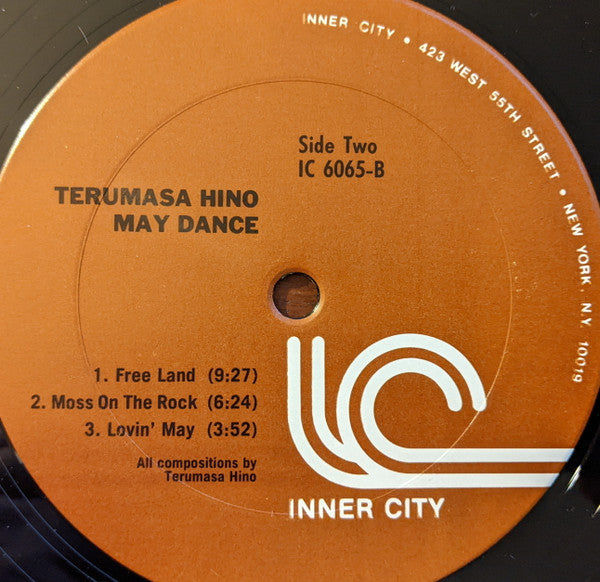 INNER CITY • 423 WEST 55TH STREET • NEW YORK, N.Y. 10019
Side Two
IC 6065-B
TERUMASA HINO
MAY DANCE
1. Free Land (9:27)
2. Moss On The Rock (6:24)
3. Lovin' May (3:52)
All compositions by
Terumasa Hino
INNER CITY